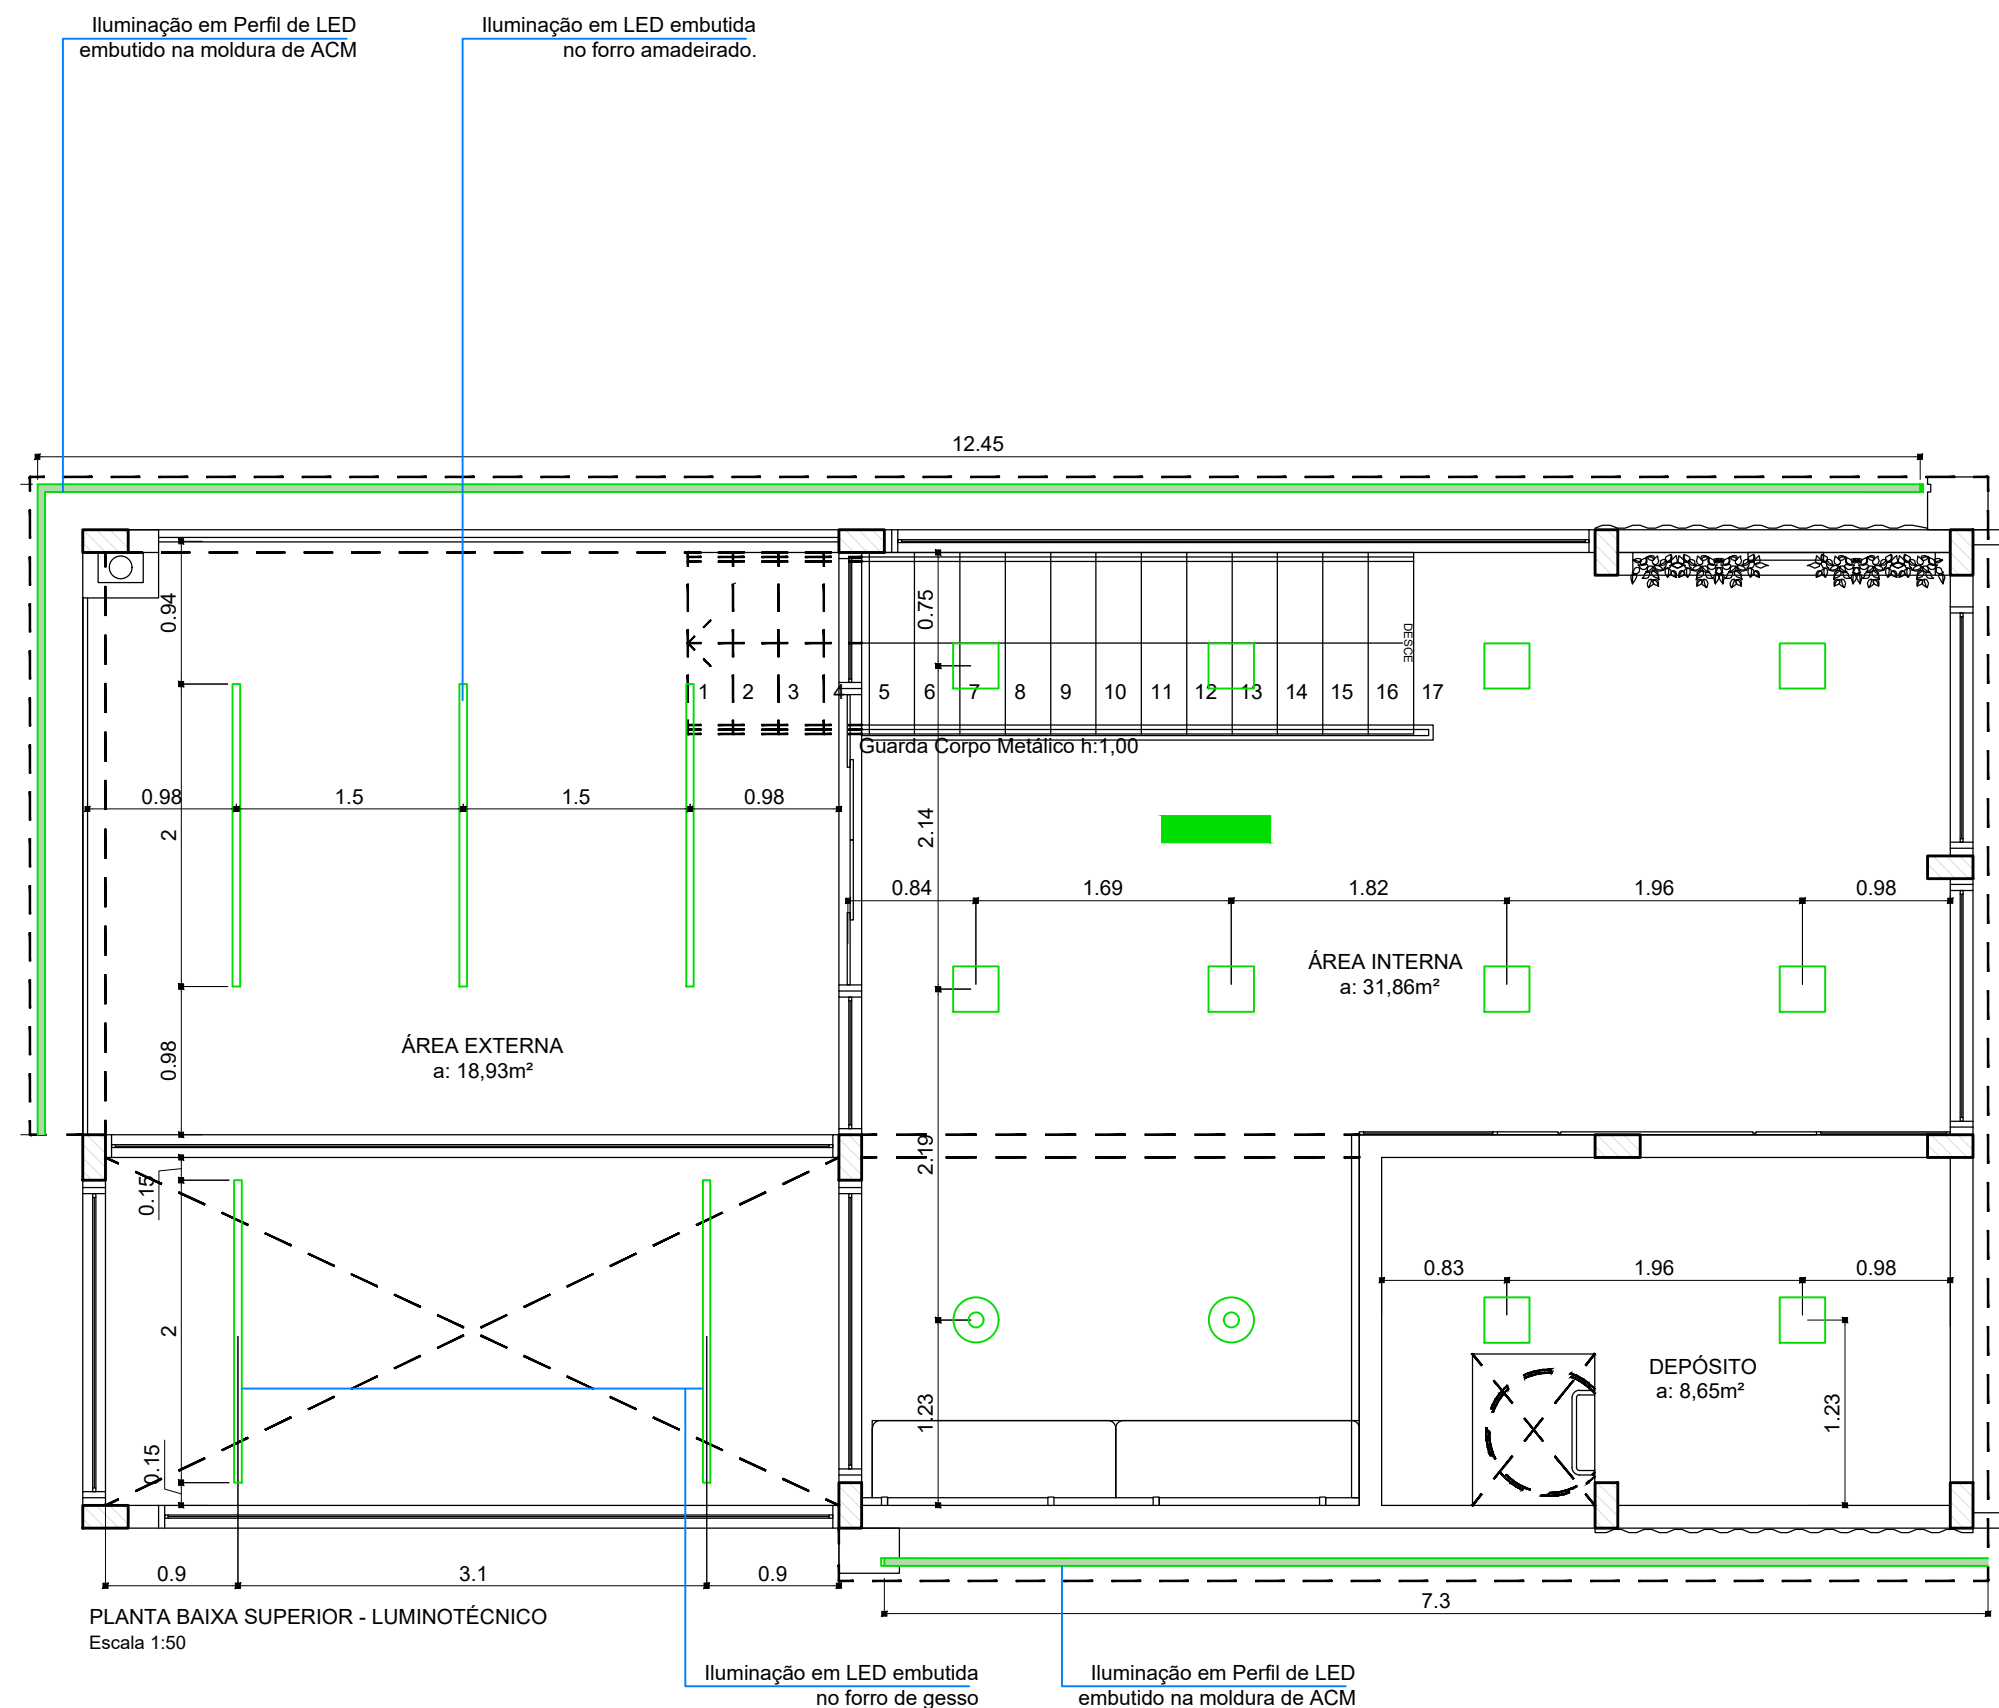 Iluminação em Perfil de LED
embutido na moldura de ACM
Iluminação em LED embutida
no forro amadeirado.
12.45
0.94
0.75
DESCE
1 2 3 4 5 6 7 8 9 10 11 12 13 14 15 16 17
Guarda Corpo Metálico h:1,00
0.98 1.5 1.5 0.98
2
2.14
0.84 1.69 1.82 1.96 0.98
ÁREA INTERNA
a: 31,86m²
ÁREA EXTERNA
a: 18,93m²
0.98
2.19
0.15
0.83 1.96 0.98
2
DEPÓSITO
a: 8,65m²
1.23
1.23
0.15
0.9 3.1 0.9
7.3
PLANTA BAIXA SUPERIOR - LUMINOTÉCNICO
Escala 1:50
Iluminação em LED embutida
no forro de gesso
Iluminação em Perfil de LED
embutido na moldura de ACM